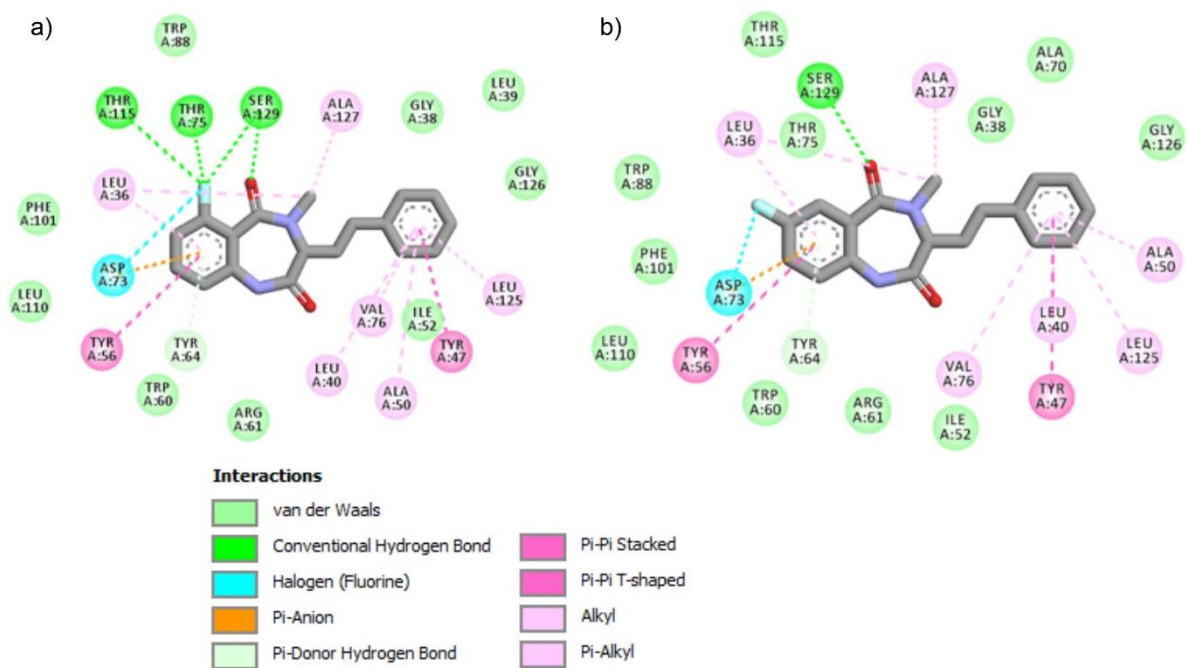 a)
TRP
A:88
THR
A:115
THR
A:75
SER
A:129
ALA
A:127
GLY
A:38
LEU
A:39
LEU
A:36
GLY
A:126
PHE
A:101
ASP
A:73
LEU
A:110
VAL
A:76
ILE
A:52
LEU
A:125
TYR
A:56
TYR
A:64
LEU
A:40
TYR
A:47
TRP
A:60
ALA
A:50
ARG
A:61
b)
THR
A:115
SER
A:129
ALA
A:127
ALA
A:70
LEU
A:36
THR
A:75
GLY
A:38
GLY
A:126
TRP
A:88
PHE
A:101
ASP
A:73
ALA
A:50
LEU
A:110
TYR
A:56
TYR
A:64
LEU
A:40
LEU
A:125
VAL
A:76
TYR
A:47
TRP
A:60
ARG
A:61
ILE
A:52
Interactions
van der Waals
Conventional Hydrogen Bond
Halogen (Fluorine)
Pi-Anion
Pi-Donor Hydrogen Bond
Pi-Pi Stacked
Pi-Pi T-shaped
Alkyl
Pi-Alkyl